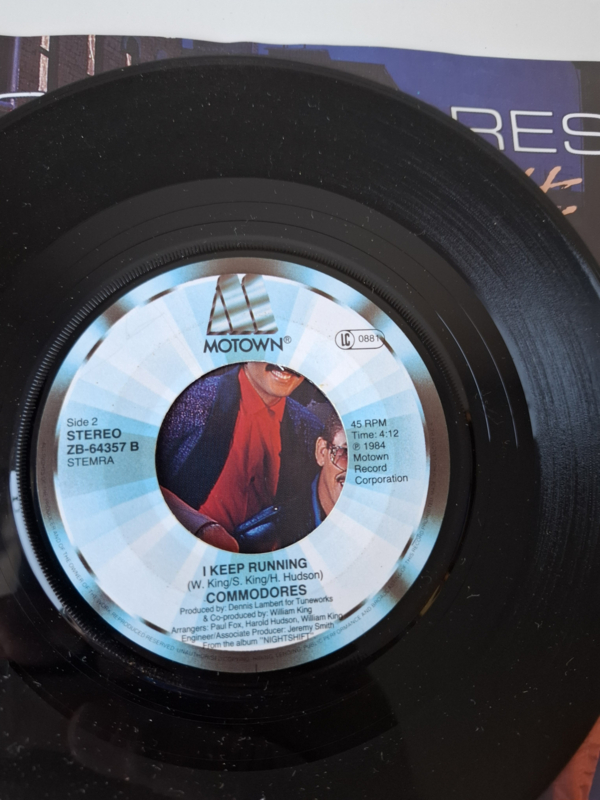 RES
MOTOWN®
LC 0881
Side 2
STEREO
ZB-64357 B
STEMRA
45 RPM
Time: 4:12
℗ 1984
Motown
Record
Corporation
I KEEP RUNNING
(W. King/S. King/H. Hudson)
COMMODORES
Produced by: Dennis Lambert for Tuneworks
& Co-produced by: William King
Arrangers: Paul Fox, Harold Hudson, William King
Engineer/Associate Producer: Jeremy Smith
From the album "NIGHTSHIFT"